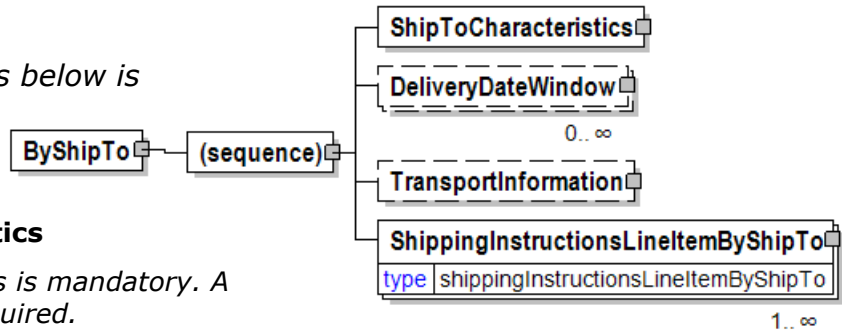 ShipToCharacteristics
s below is
DeliveryDateWindow
0.. ∞
ByShipTo
(sequence)
TransportInformation
tics
ShippingInstructionsLineItemByShipTo
s is mandatory. A
type shippingInstructionsLineItemByShipTo
uired.
1.. ∞